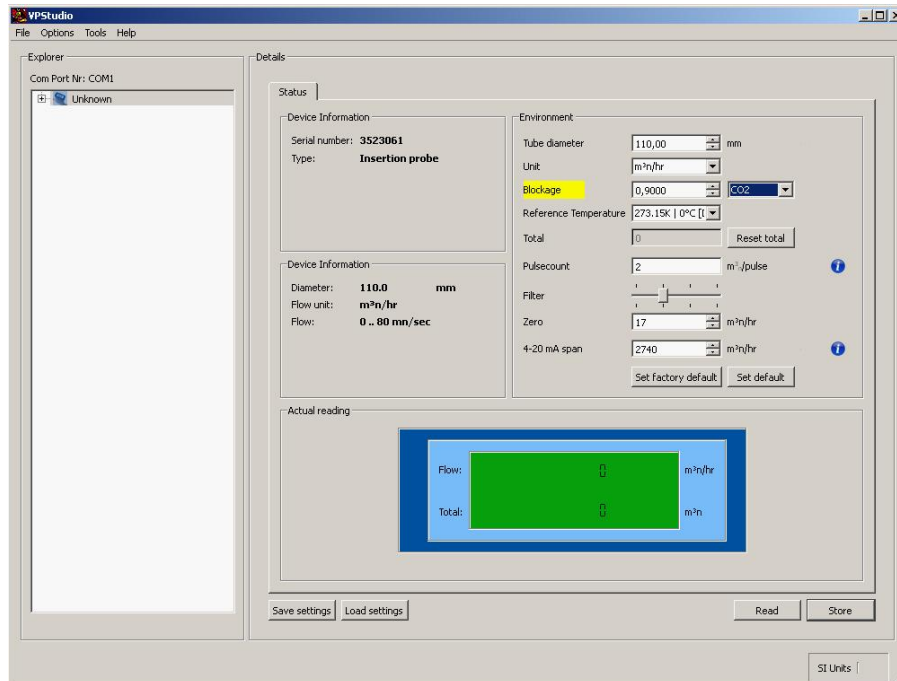 VPStudio
File Options Tools Help
Explorer
Com Port Nr: COM1
Unknown
Details
Status
Device Information
Serial number: 3523061
Type: Insertion probe
Device Information
Diameter: 110.0 mm
Flow unit: m³n/hr
Flow: 0 .. 80 mn/sec
Environment
Tube diameter 110,00 mm
Unit m³n/hr
Blockage 0,9000 CO2
Reference Temperature 273.15K | 0°C [
Total 0 Reset total
Pulsecount 2 m³n/pulse
Filter
Zero 17 m³n/hr
4-20 mA span 2740 m³n/hr
Set factory default Set default
Actual reading
Flow: 0 m³n/hr
Total: 0 m³n
Save settings Load settings Read Store
SI Units